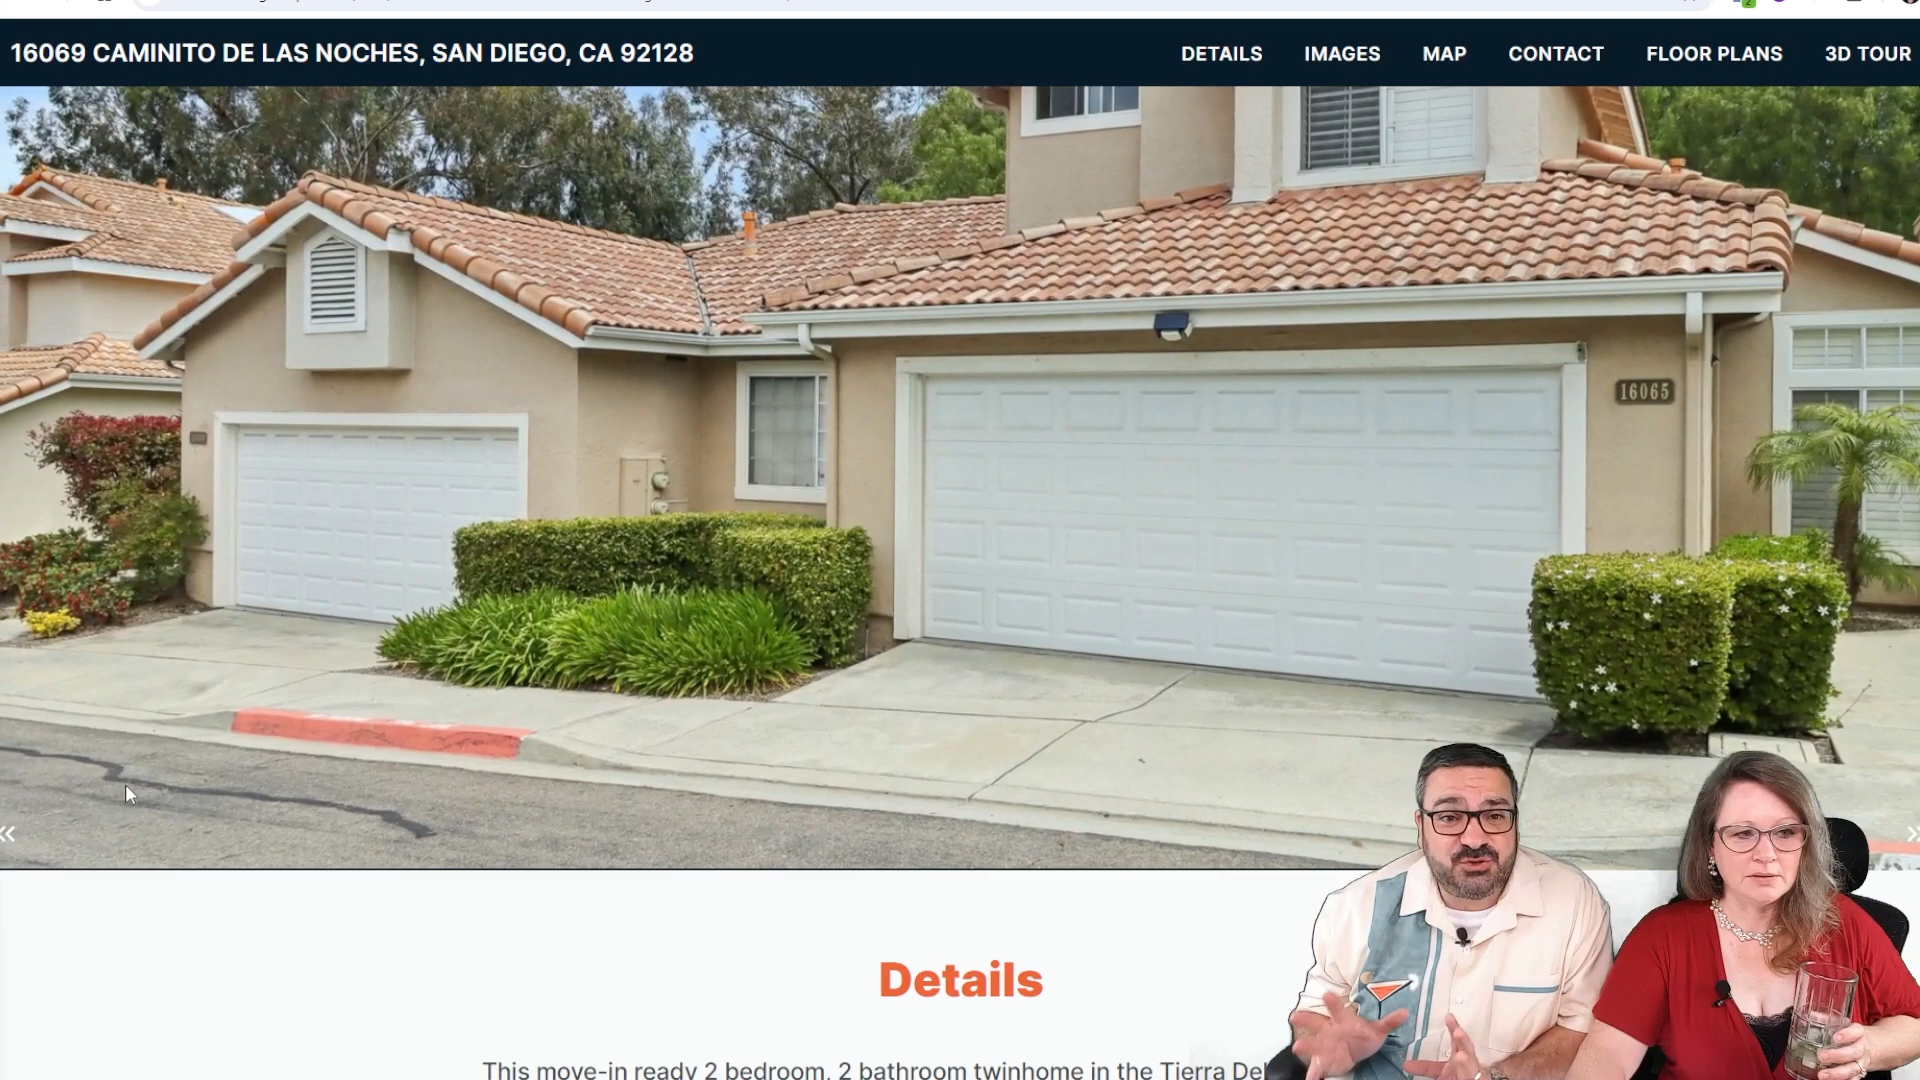 16069 CAMINITO DE LAS NOCHES, SAN DIEGO, CA 92128
DETAILS IMAGES MAP CONTACT FLOOR PLANS 3D TOUR
16065
Details
This move-in ready 2 bedroom, 2 bathroom twinhome in the Tierra Del